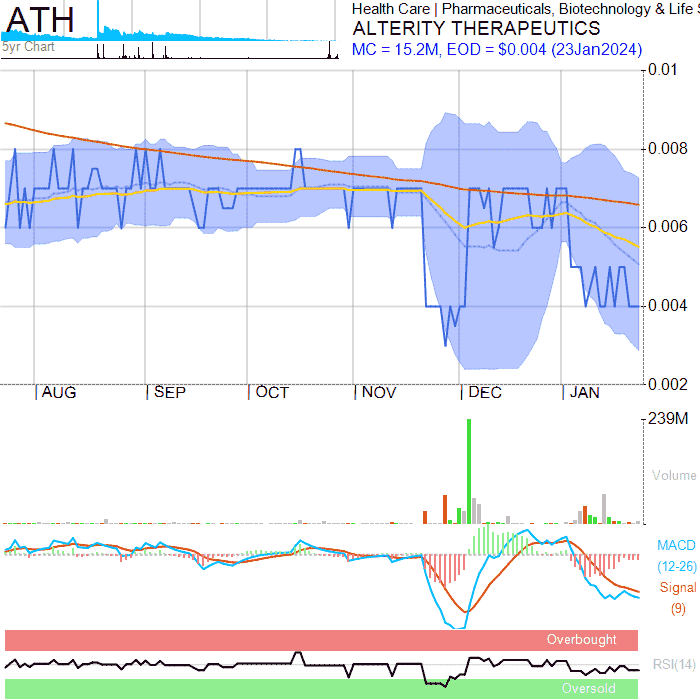 ATH
Health Care | Pharmaceuticals, Biotechnology & Life S
ALTERITY THERAPEUTICS
MC = 15.2M, EOD = $0.004 (23Jan2024)
5yr Chart
0.01
0.008
0.006
0.004
0.002
AUG SEP OCT NOV DEC JAN
239M
Volume
MACD
(12-26)
Signal
(9)
Overbought
RSI(14)
Oversold